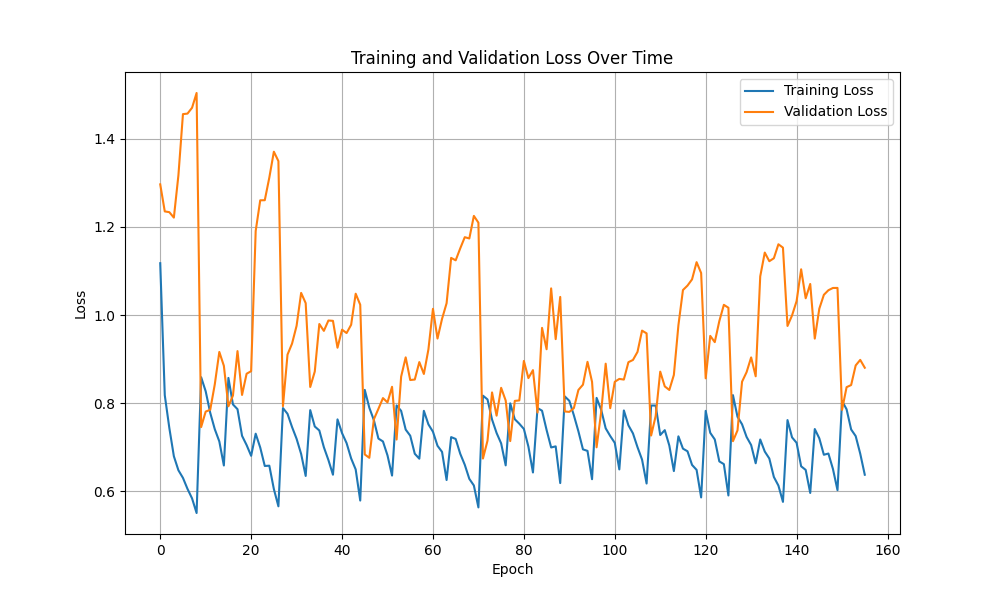 Training and Validation Loss Over Time
Training Loss
Validation Loss
1.4
1.2
1.0
0.8
0.6
Loss
0 20 40 60 80 100 120 140 160
Epoch